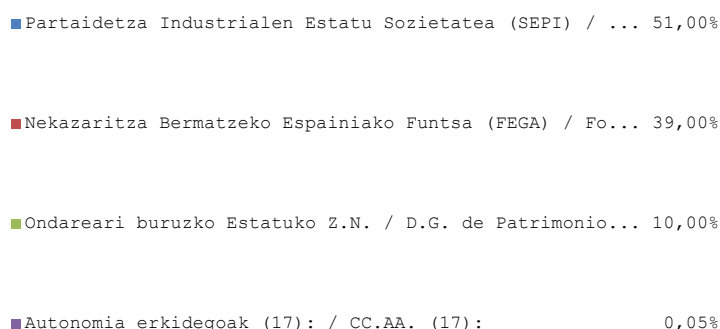 Partaidetza Industrialen Estatu Sozietatea (SEPI) / ... 51,00%
Nekazaritza Bermatzeko Espainiako Funtsa (FEGA) / Fo... 39,00%
Ondareari buruzko Estatuko Z.N. / D.G. de Patrimonio... 10,00%
Autonomia erkidegoak (17): / CC.AA. (17): 0,05%